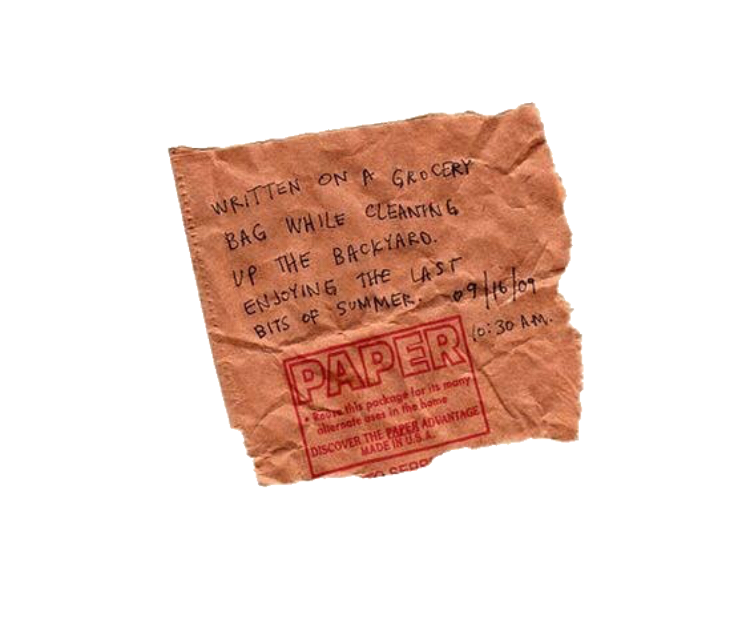 WRITTEN ON A GROCERY
BAG WHILE CLEANING
UP THE BACKYARD.
ENJOYING THE LAST
BITS OF SUMMER. 09/16/09
10:30 A.M.
PAPER
• Reuse this package for its many
alternate uses in the home
DISCOVER THE PAPER ADVANTAGE
MADE IN U.S.A.